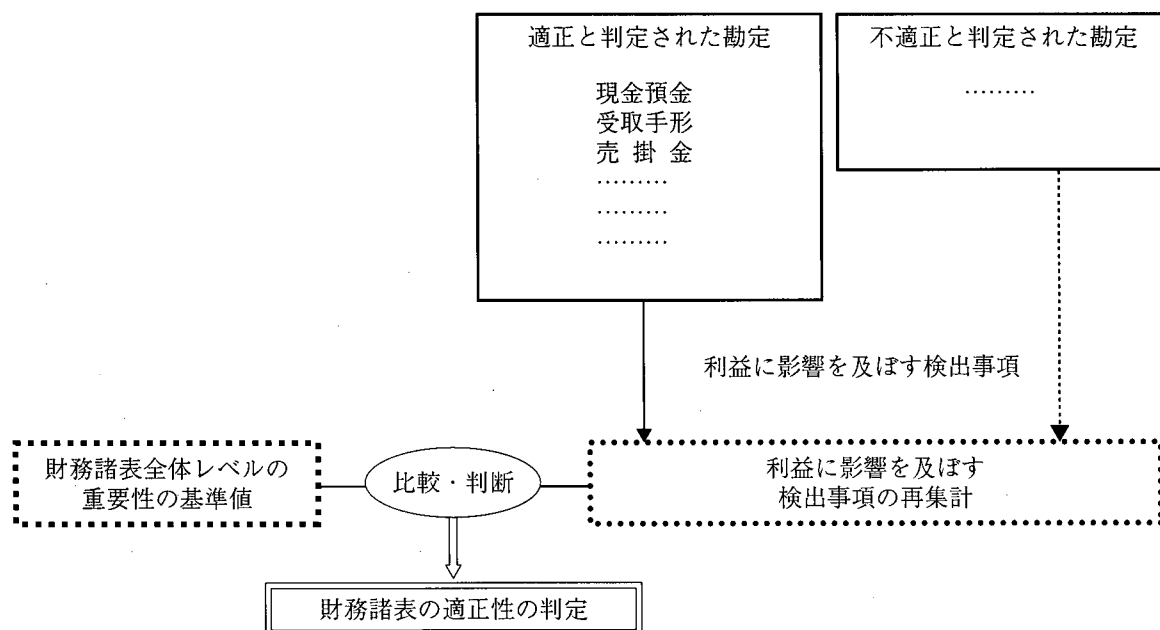 適正と判定された勘定
現金預金
受取手形
売掛金
………
………
………
不適正と判定された勘定
………
利益に影響を及ぼす検出事項
財務諸表全体レベルの
重要性の基準値
比較・判断
利益に影響を及ぼす
検出事項の再集計
財務諸表の適正性の判定